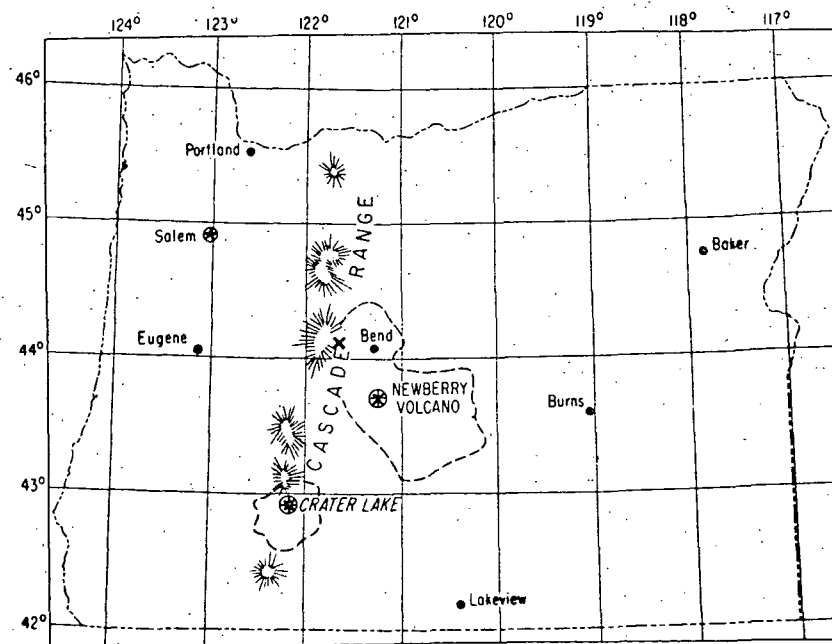 124° 123° 122° 121° 120° 119° 118° 117°
46°
Portland
45°
RANGE
Salem
Baker
Eugene
Bend
44°
CASCADE
NEWBERRY
VOLCANO
Burns
43°
CRATER LAKE
Lakeview
42°